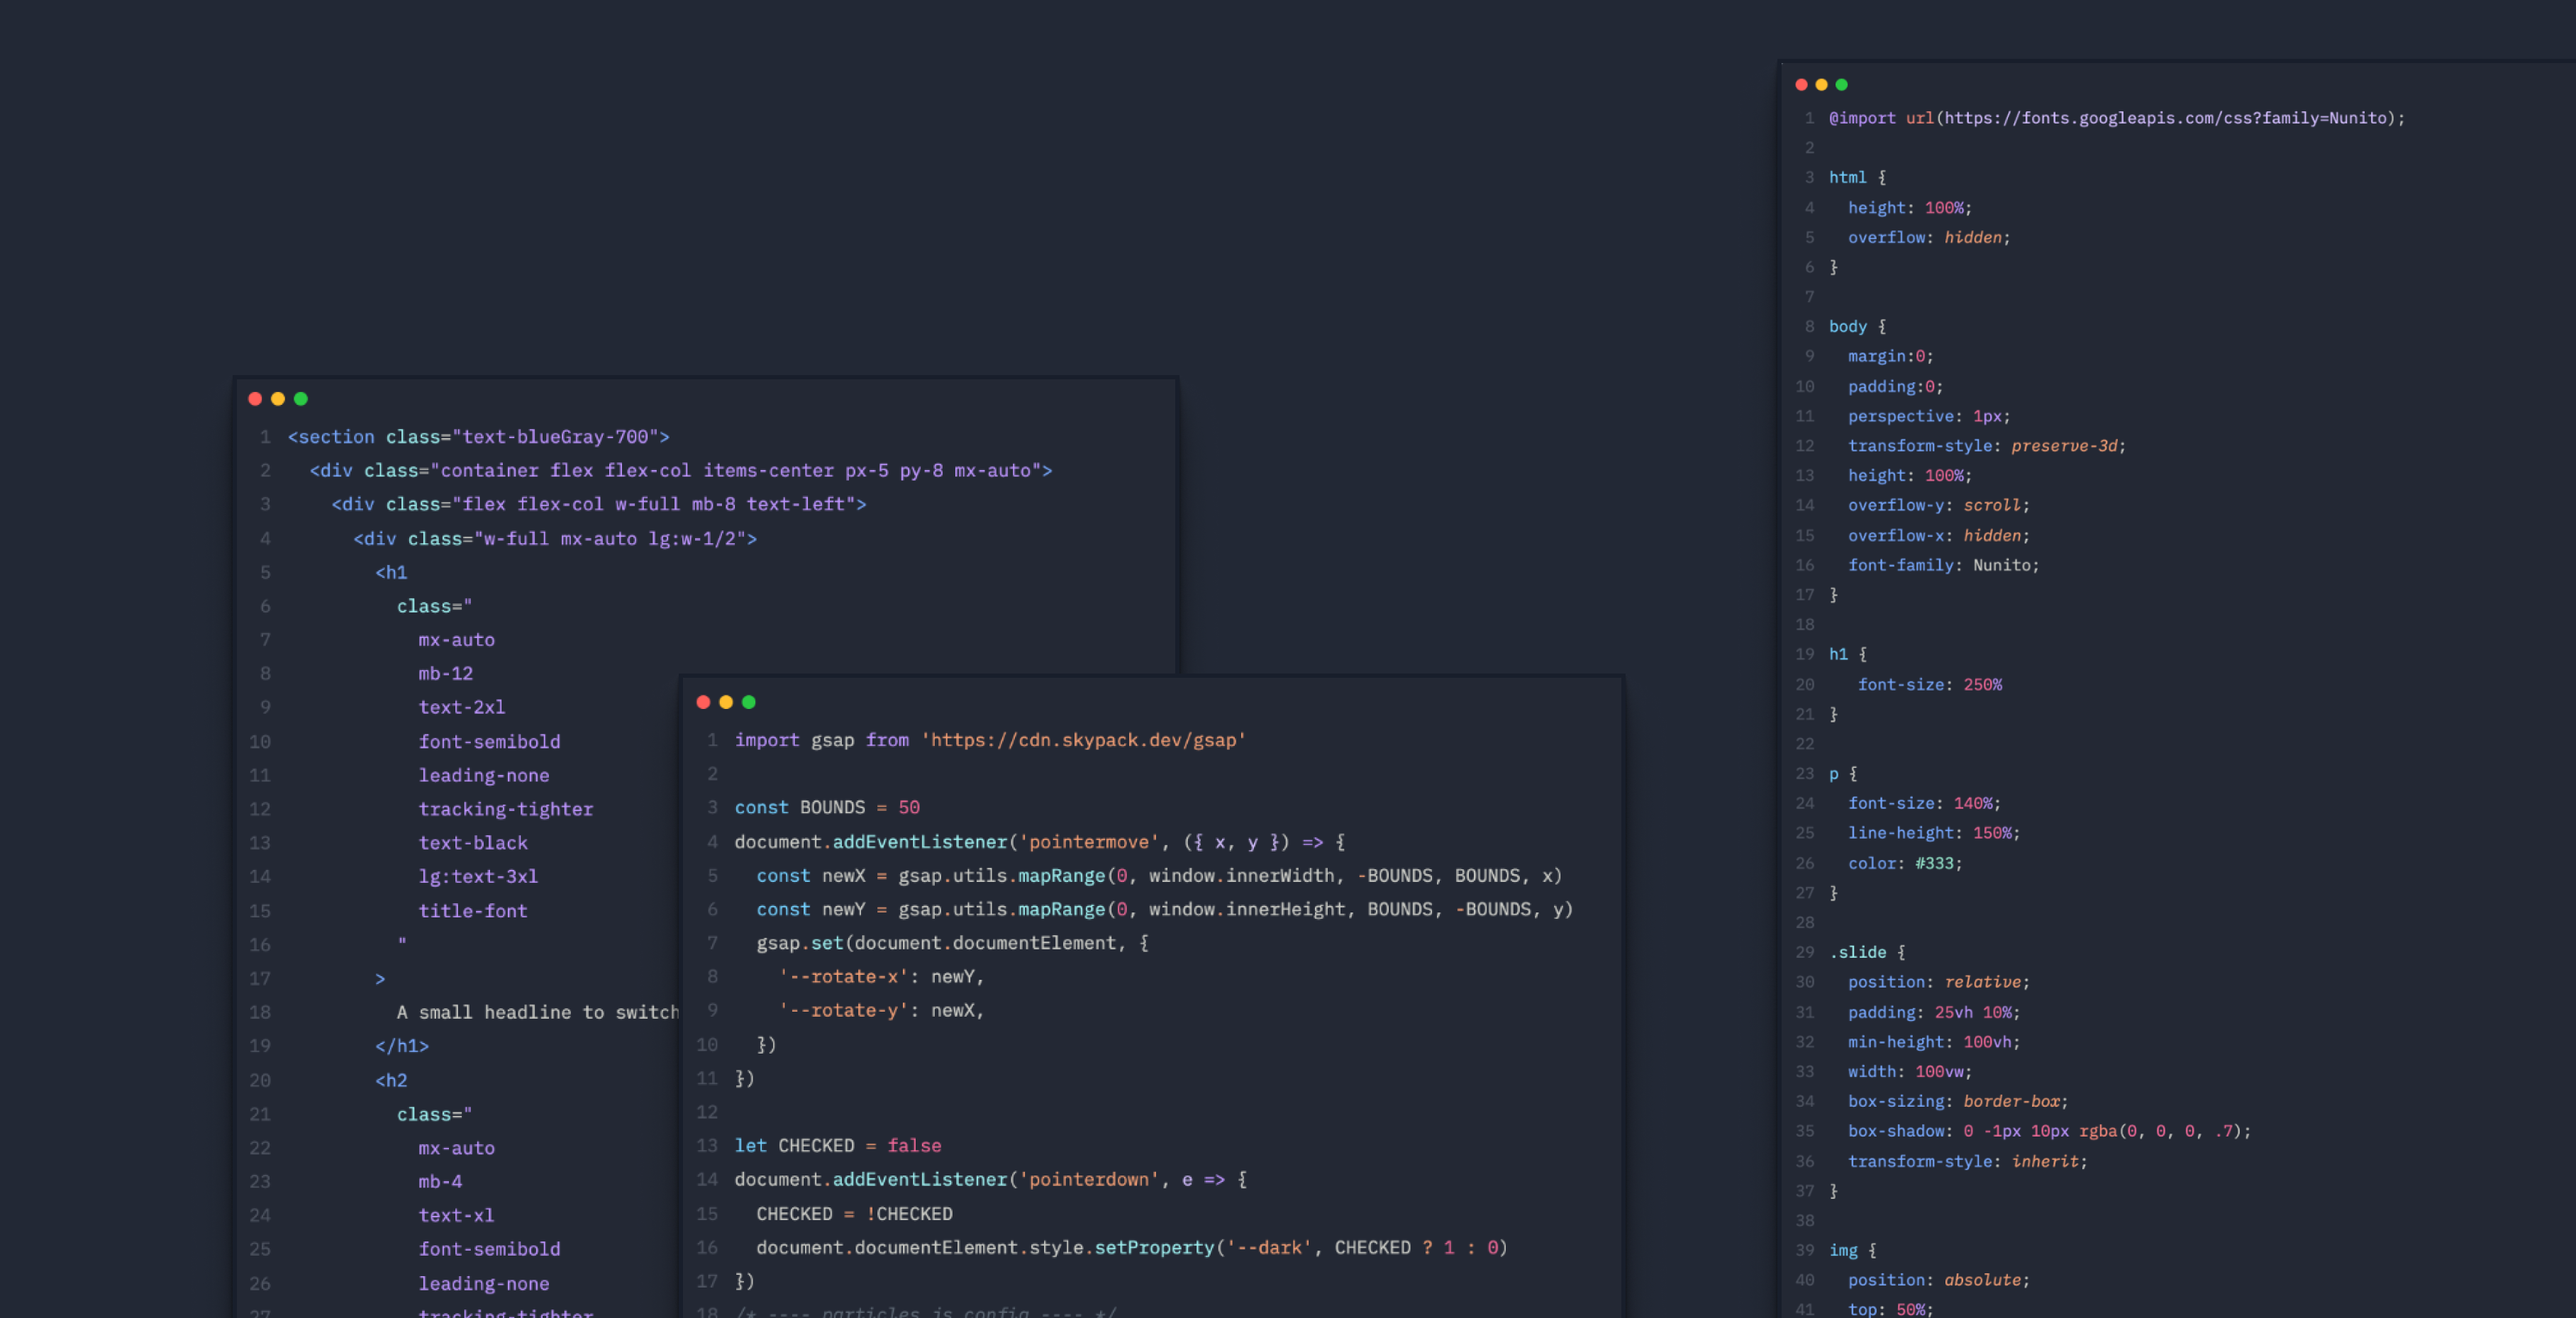 1 <section class="text-blueGray-700">
2 <div class="container flex flex-col items-center px-5 py-8 mx-auto">
3 <div class="flex flex-col w-full mb-8 text-left">
4 <div class="w-full mx-auto lg:w-1/2">
5 <h1
6 class="
7 mx-auto
8 mb-12
9 text-2xl
10 font-semibold
11 leading-none
12 tracking-tighter
13 text-black
14 lg:text-3xl
15 title-font
16 "
17 >
18 A small headline to switch
19 </h1>
20 <h2
21 class="
22 mx-auto
23 mb-4
24 text-xl
25 font-semibold
26 leading-none
27 tracking-tighter
1 import gsap from 'https://cdn.skypack.dev/gsap'
2
3 const BOUNDS = 50
4 document.addEventListener('pointermove', ({ x, y }) => {
5 const newX = gsap.utils.mapRange(0, window.innerWidth, -BOUNDS, BOUNDS, x)
6 const newY = gsap.utils.mapRange(0, window.innerHeight, BOUNDS, -BOUNDS, y)
7 gsap.set(document.documentElement, {
8 '--rotate-x': newY,
9 '--rotate-y': newX,
10 })
11 })
12
13 let CHECKED = false
14 document.addEventListener('pointerdown', e => {
15 CHECKED = !CHECKED
16 document.documentElement.style.setProperty('--dark', CHECKED ? 1 : 0)
17 })
18 /* ---- particles.js config ---- */
1 @import url(https://fonts.googleapis.com/css?family=Nunito);
2
3 html {
4 height: 100%;
5 overflow: hidden;
6 }
7
8 body {
9 margin:0;
10 padding:0;
11 perspective: 1px;
12 transform-style: preserve-3d;
13 height: 100%;
14 overflow-y: scroll;
15 overflow-x: hidden;
16 font-family: Nunito;
17 }
18
19 h1 {
20 font-size: 250%
21 }
22
23 p {
24 font-size: 140%;
25 line-height: 150%;
26 color: #333;
27 }
28
29 .slide {
30 position: relative;
31 padding: 25vh 10%;
32 min-height: 100vh;
33 width: 100vw;
34 box-sizing: border-box;
35 box-shadow: 0 -1px 10px rgba(0, 0, 0, .7);
36 transform-style: inherit;
37 }
38
39 img {
40 position: absolute;
41 top: 50%;